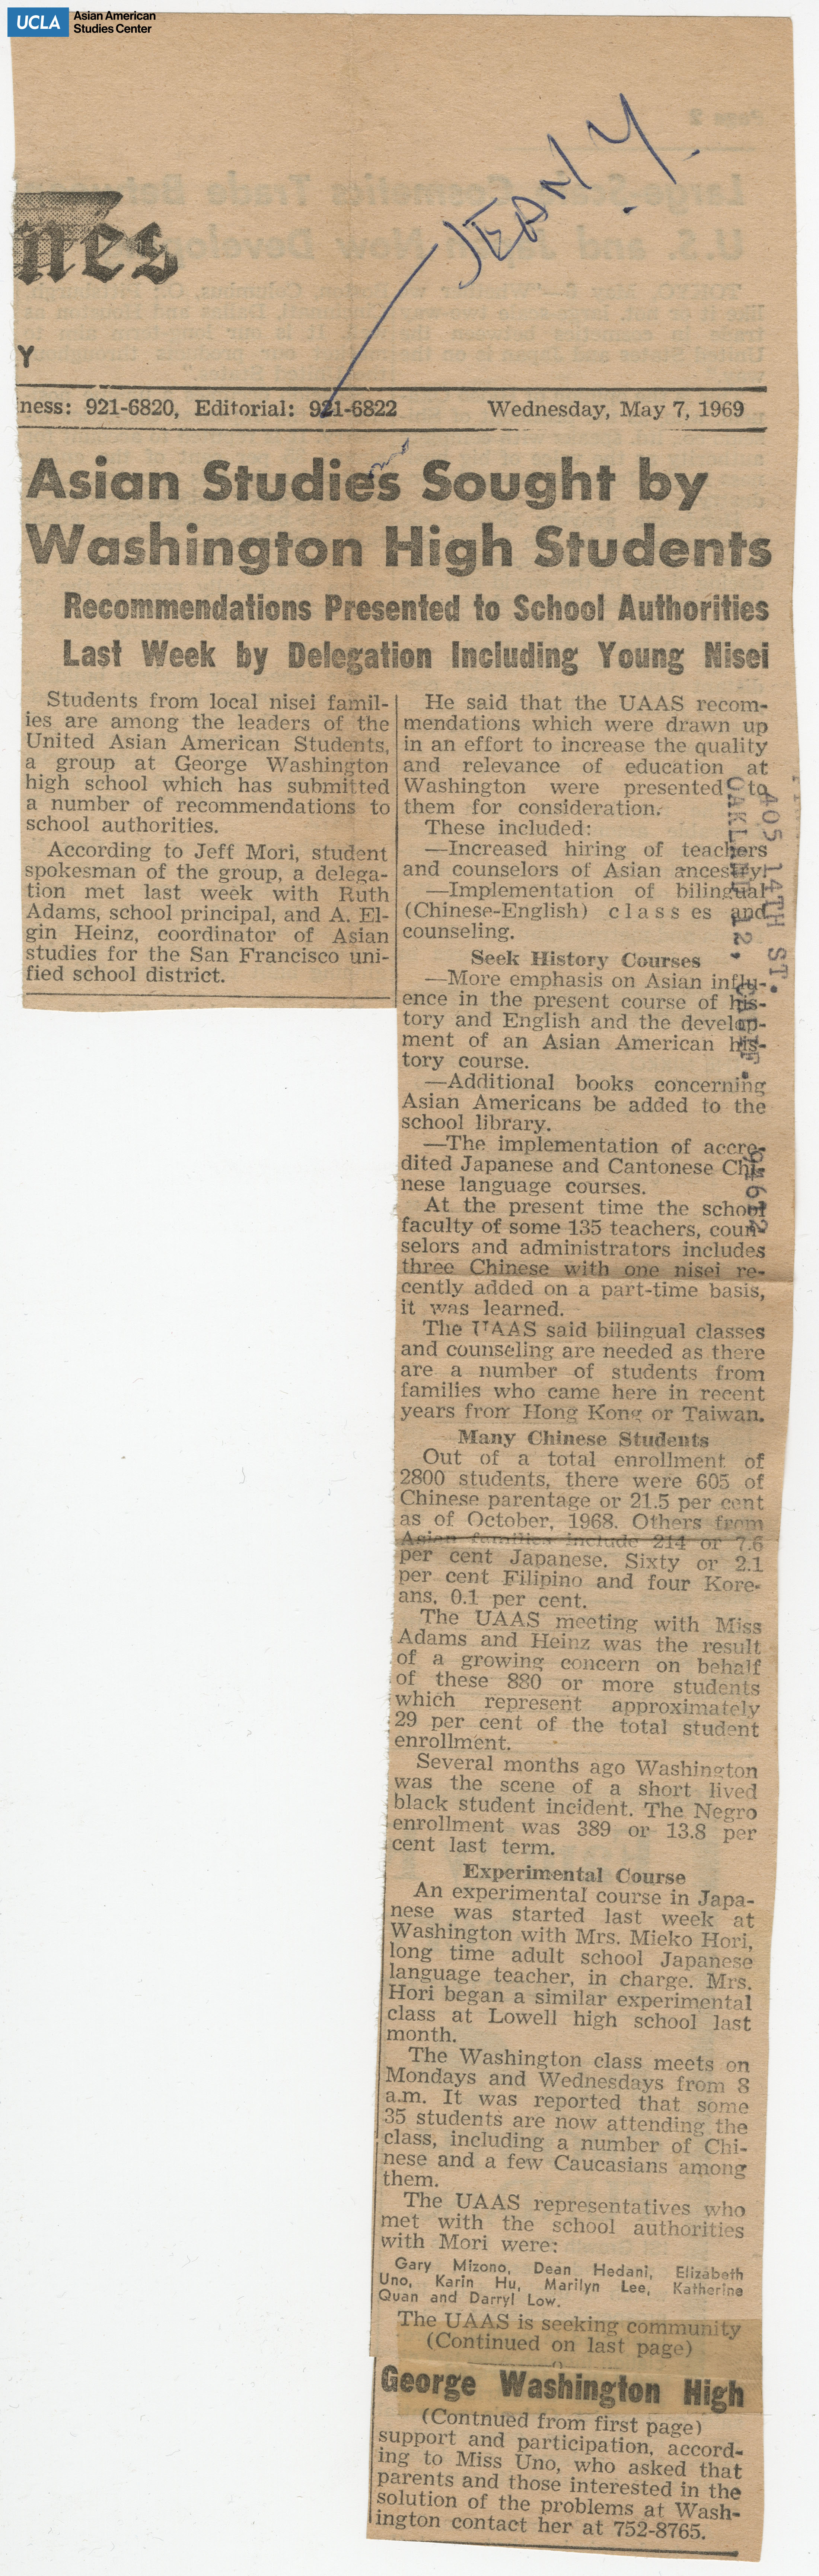 UCLA Asian American
Studies Center
JEANY.
nes
Y
ness: 921-6820, Editorial: 921-6822 Wednesday, May 7, 1969
Asian Studies Sought by
Washington High Students
Recommendations Presented to School Authorities
Last Week by Delegation Including Young Nisei
Students from local nisei famil-
ies are among the leaders of the
United Asian American Students,
a group at George Washington
high school which has submitted
a number of recommendations to
school authorities.
According to Jeff Mori, student
spokesman of the group, a delega-
tion met last week with Ruth
Adams, school principal, and A. El-
gin Heinz, coordinator of Asian
studies for the San Francisco uni-
fied school district.
He said that the UAAS recom-
mendations which were drawn up
in an effort to increase the quality
and relevance of education at
Washington were presented to
them for consideration.
These included:
—Increased hiring of teachers
and counselors of Asian ancestry.
—Implementation of bilingual
(Chinese-English) classes and
counseling.
Seek History Courses
—More emphasis on Asian influ-
ence in the present course of his-
tory and English and the develop-
ment of an Asian American his-
tory course.
—Additional books concerning
Asian Americans be added to the
school library.
—The implementation of accre-
dited Japanese and Cantonese Chi-
nese language courses.
At the present time the school
faculty of some 135 teachers, coun-
selors and administrators includes
three Chinese with one nisei re-
cently added on a part-time basis,
it was learned.
The UAAS said bilingual classes
and counseling are needed as there
are a number of students from
families who came here in recent
years from Hong Kong or Taiwan.
Many Chinese Students
Out of a total enrollment of
2800 students, there were 605 of
Chinese parentage or 21.5 per cent
as of October, 1968. Others from
Asian families include 214 or 7.6
per cent Japanese. Sixty or 2.1
per cent Filipino and four Kore-
ans, 0.1 per cent.
The UAAS meeting with Miss
Adams and Heinz was the result
of a growing concern on behalf
of these 880 or more students
which represent approximately
29 per cent of the total student
enrollment.
Several months ago Washington
was the scene of a short lived
black student incident. The Negro
enrollment was 389 or 13.8 per
cent last term.
Experimental Course
An experimental course in Japa-
nese was started last week at
Washington with Mrs. Mieko Hori,
long time adult school Japanese
language teacher, in charge. Mrs.
Hori began a similar experimental
class at Lowell high school last
month.
The Washington class meets on
Mondays and Wednesdays from 8
a.m. It was reported that some
35 students are now attending the
class, including a number of Chi-
nese and a few Caucasians among
them.
The UAAS representatives who
met with the school authorities
with Mori were:
Gary Mizono, Dean Hedani, Elizabeth
Uno, Karin Hu, Marilyn Lee, Katherine
Quan and Darryl Low.
The UAAS is seeking community
(Continued on last page)
George Washington High
(Contnued from first page)
support and participation, accord-
ing to Miss Uno, who asked that
parents and those interested in the
solution of the problems at Wash-
ington contact her at 752-8765.
405 14TH ST.
OAKLAND 12, CALIF. 94612